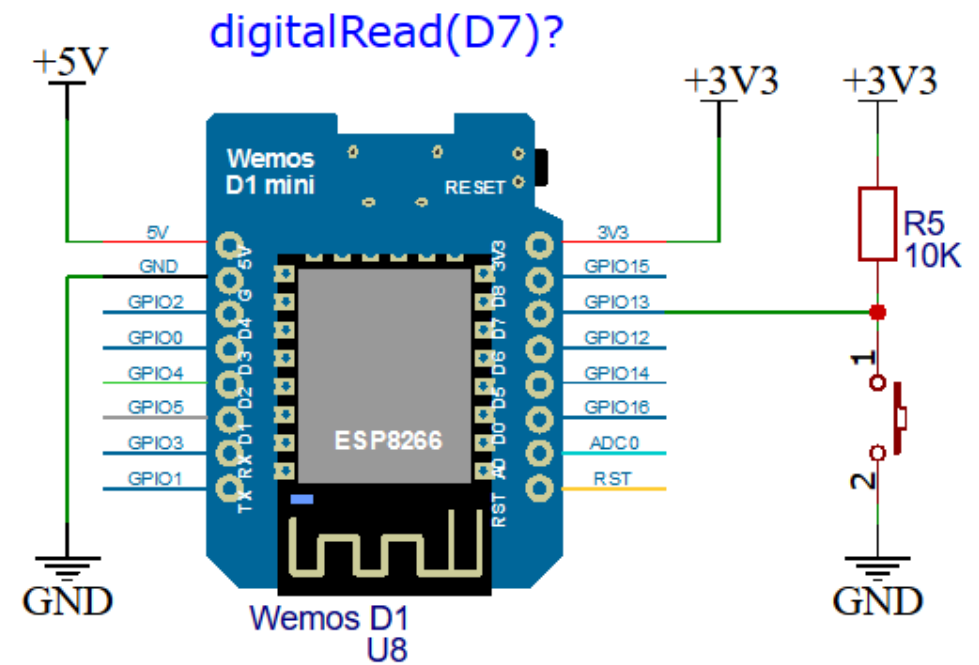 digitalRead(D7)?
+5V
+3V3
+3V3
Wemos
D1 mini
RESET
5V
GND
GPIO2
GPIO0
GPIO4
GPIO5
GPIO3
GPIO1
5V
G
D4
D3
D2
D1
RX
TX
ESP8266
3V3
D8
D7
D6
D5
D0
A0
RST
3V3
GPIO15
GPIO13
GPIO12
GPIO14
GPIO16
ADC0
RST
R5
10K
1
2
GND
GND
Wemos D1
U8